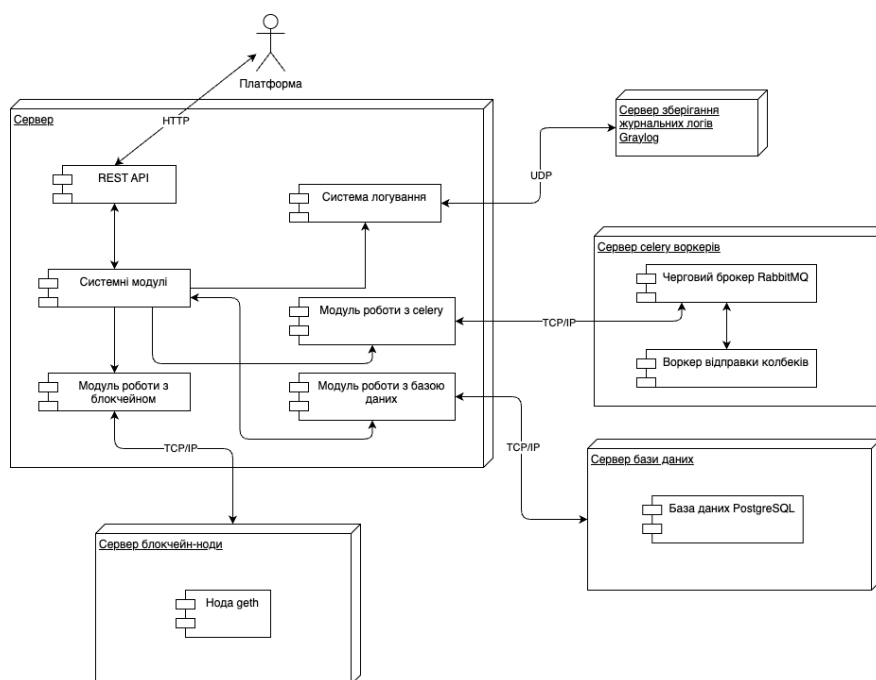 Платформа
HTTP
Сервер
REST API
Система логування
Системні модулі
Модуль роботи з celery
Модуль роботи з
блокчейном
Модуль роботи з базою
даних
UDP
Сервер зберігання
журнальних логів
Graylog
Сервер celery воркерів
Черговий брокер RabbitMQ
Воркер відправки колбеків
TCP/IP
TCP/IP
TCP/IP
Сервер бази даних
База даних PostgreSQL
Сервер блокчейн-ноди
Нода geth